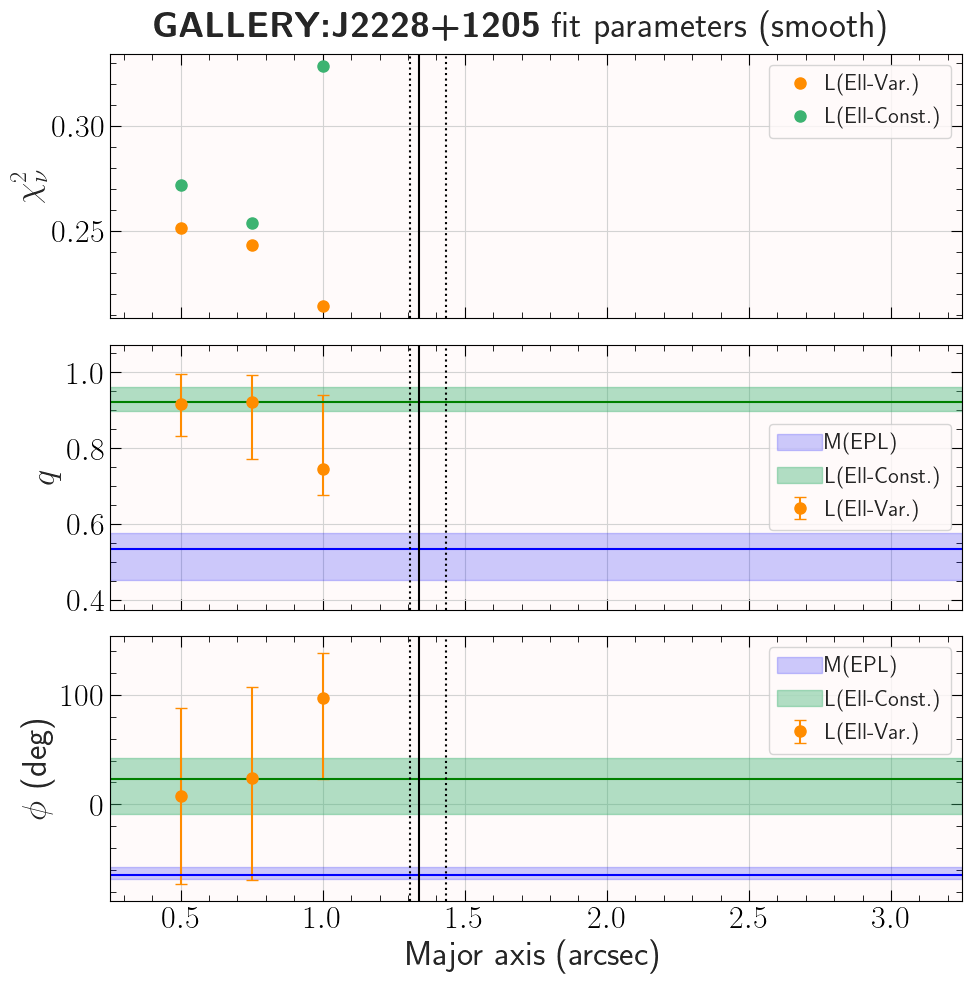 GALLERY:J2228+1205 fit parameters (smooth)
L(Ell-Var.)
L(Ell-Const.)
0.30
0.25
χ²ν
1.0
0.8
0.6
0.4
q
M(EPL)
L(Ell-Const.)
L(Ell-Var.)
100
0
ϕ (deg)
M(EPL)
L(Ell-Const.)
L(Ell-Var.)
0.5 1.0 1.5 2.0 2.5 3.0
Major axis (arcsec)